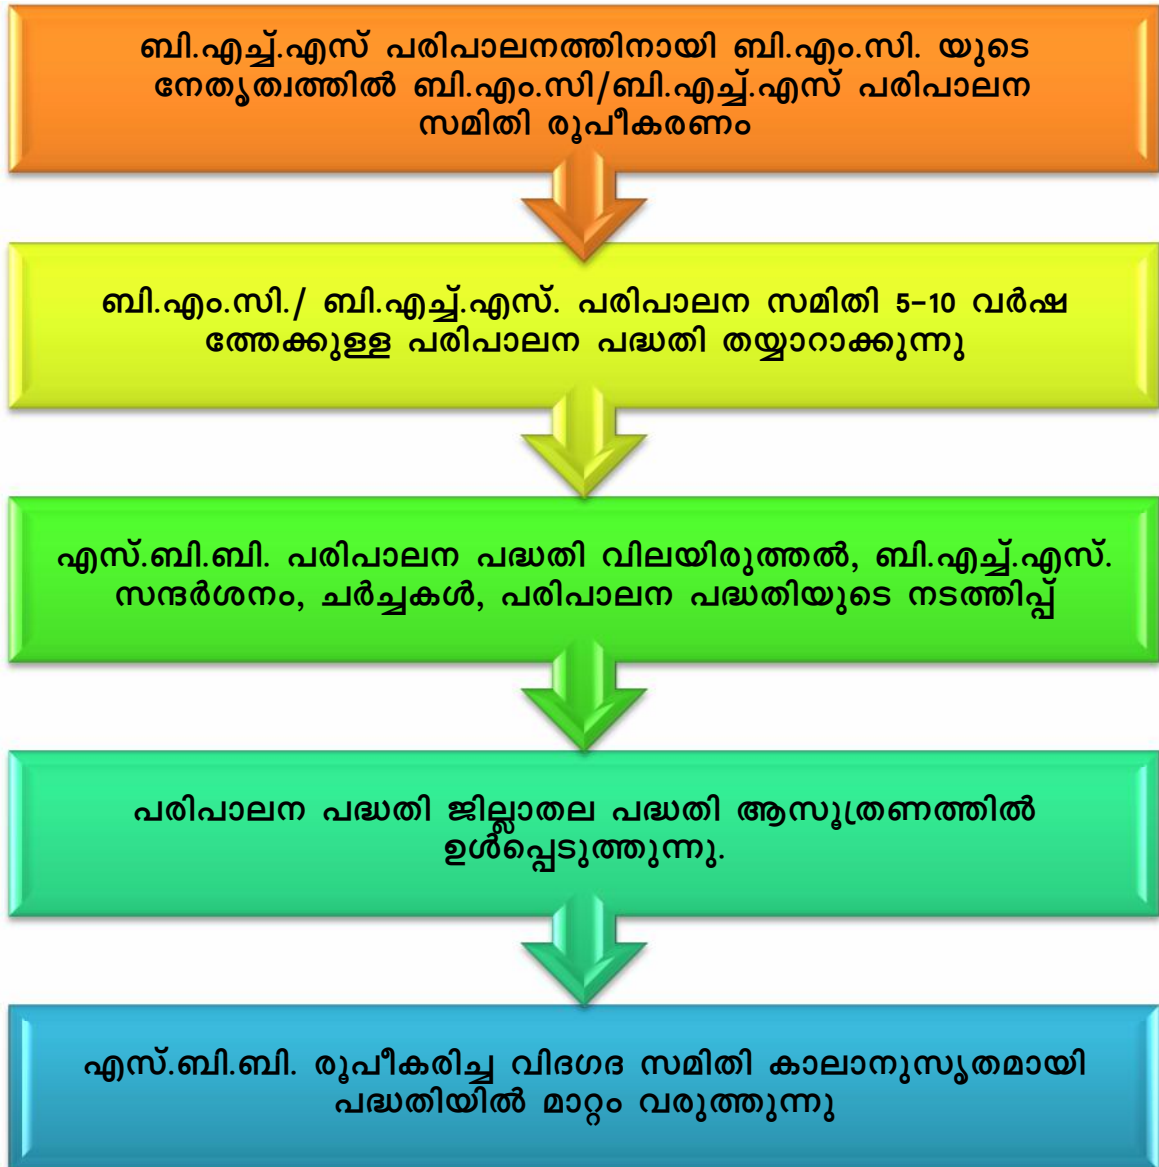 ബി.എച്ച്.എസ് പരിപാലനത്തിനായി ബി.എം.സി. യുടെ
നേതൃത്വത്തിൽ ബി.എം.സി/ബി.എച്ച്.എസ് പരിപാലന
സമിതി രൂപീകരണം
ബി.എം.സി./ ബി.എച്ച്.എസ്. പരിപാലന സമിതി 5-10 വർഷ
ത്തേക്കുള്ള പരിപാലന പദ്ധതി തയ്യാറാക്കുന്നു
എസ്.ബി.ബി. പരിപാലന പദ്ധതി വിലയിരുത്തൽ, ബി.എച്ച്.എസ്.
സന്ദർശനം, ചർച്ചകൾ, പരിപാലന പദ്ധതിയുടെ നടത്തിപ്പ്
പരിപാലന പദ്ധതി ജില്ലാതല പദ്ധതി ആസൂത്രണത്തിൽ
ഉൾപ്പെടുത്തുന്നു.
എസ്.ബി.ബി. രൂപീകരിച്ച വിദഗദ സമിതി കാലാനുസൃതമായി
പദ്ധതിയിൽ മാറ്റം വരുത്തുന്നു